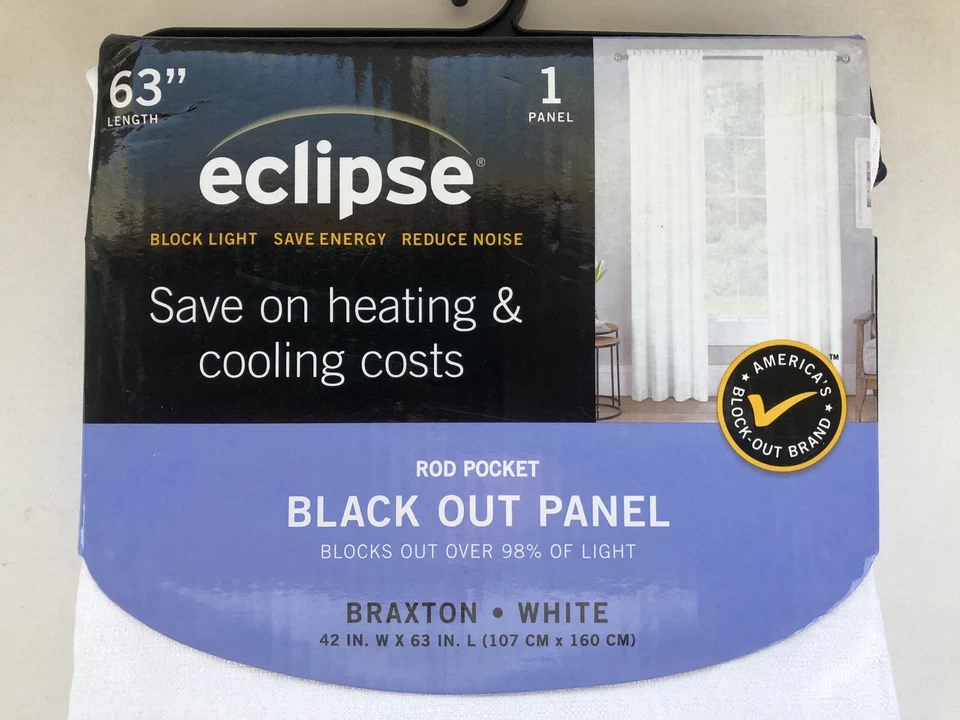 63”
LENGTH
1
PANEL
eclipse®
BLOCK LIGHT SAVE ENERGY REDUCE NOISE
Save on heating &
cooling costs
AMERICA'S
BLOCK-OUT BRAND
TM
ROD POCKET
BLACK OUT PANEL
BLOCKS OUT OVER 98% OF LIGHT
BRAXTON • WHITE
42 IN. W X 63 IN. L (107 CM x 160 CM)